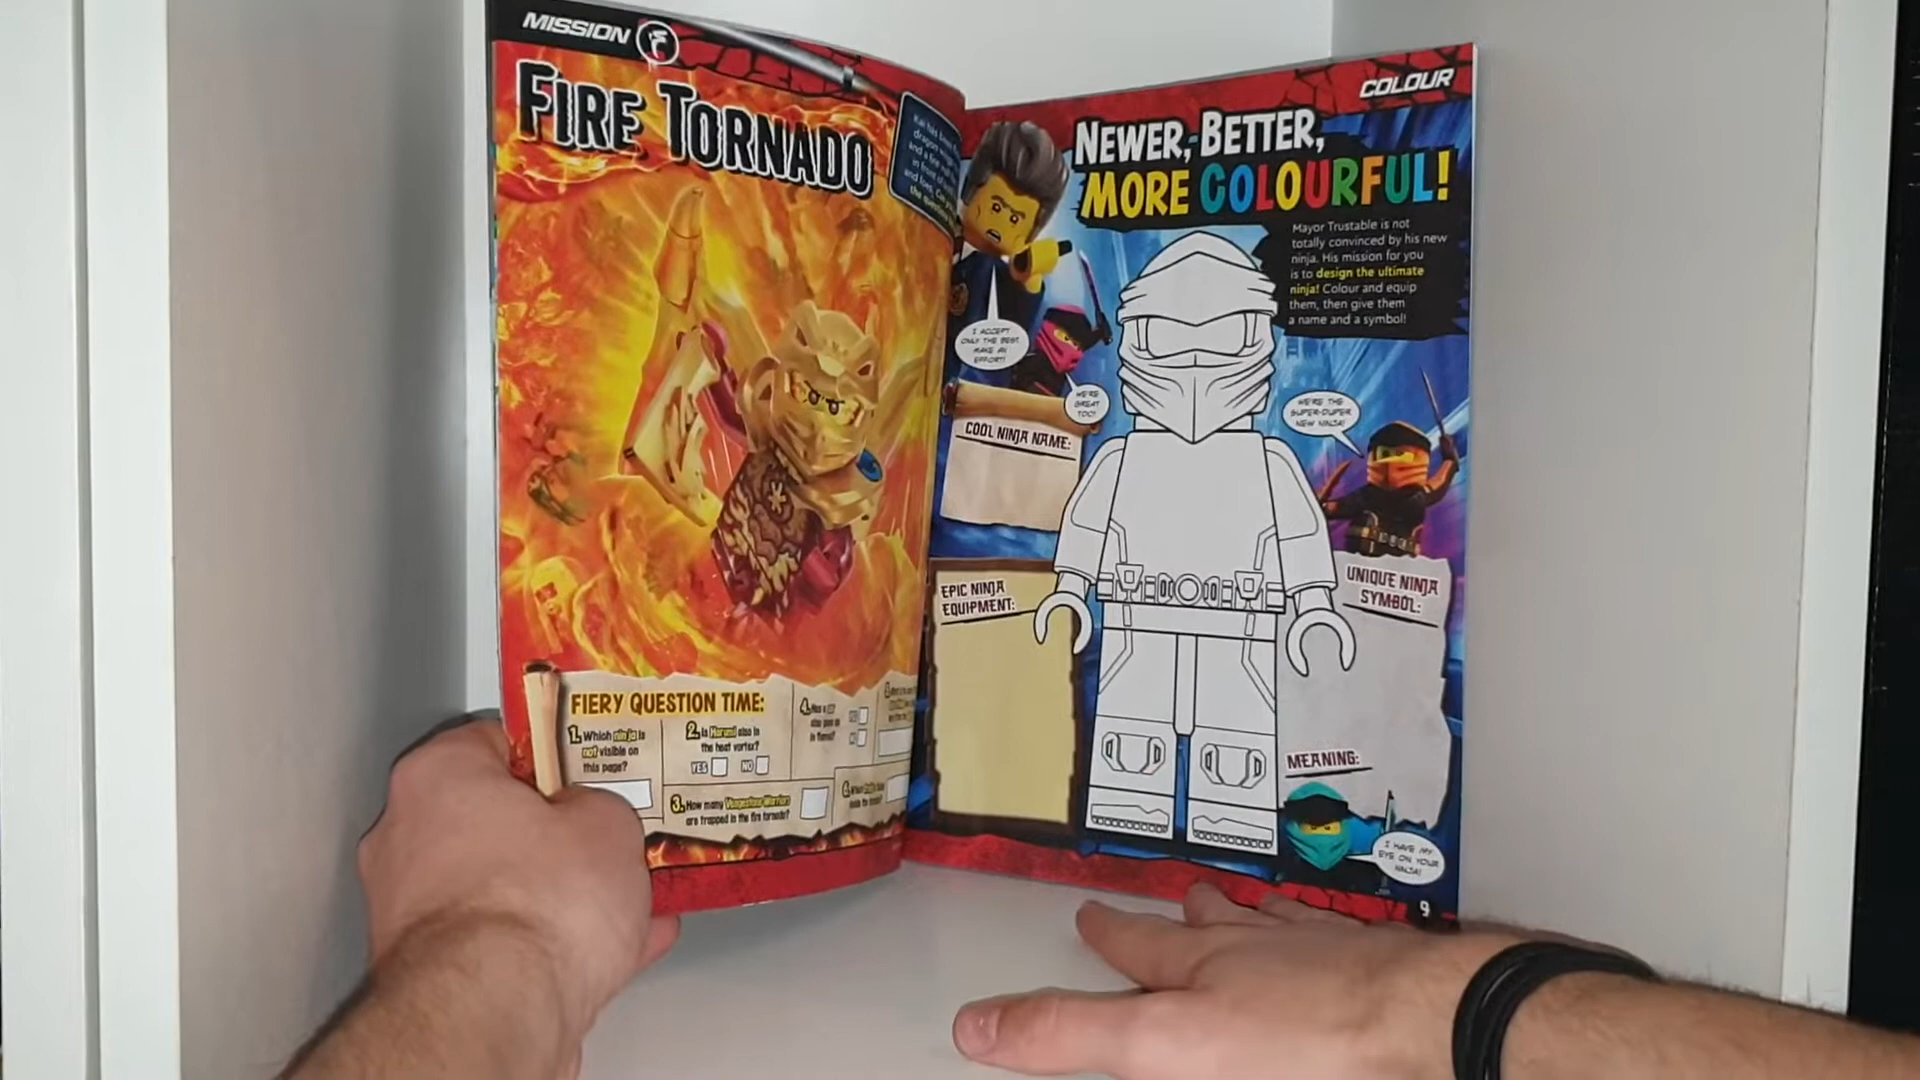 MISSION
FIRE TORNADO
FIERY QUESTION TIME:
1. Which ninja is
not visible on
this page?
2. Is Harumi also in
the heat vortex?
YES
NO
3. How many Vengestone Warriors
are trapped in the fire tornado?
4.
COLOUR
NEWER, BETTER,
MORE COLOURFUL!
Mayor Trustable is not
totally convinced by his new
ninja. His mission for you
is to design the ultimate
ninja! Colour and equip
them, then give them
a name and a symbol!
I ACCEPT
ONLY THE BEST.
MAKE AN
EFFORT!
WE'RE
GREAT
TOO!
WE'RE THE
SUPER-DUPER
NEW NINJA!
COOL NINJA NAME:
EPIC NINJA
EQUIPMENT:
UNIQUE NINJA
SYMBOL:
MEANING:
I HAVE MY
EYE ON YOUR
NINJA!
9